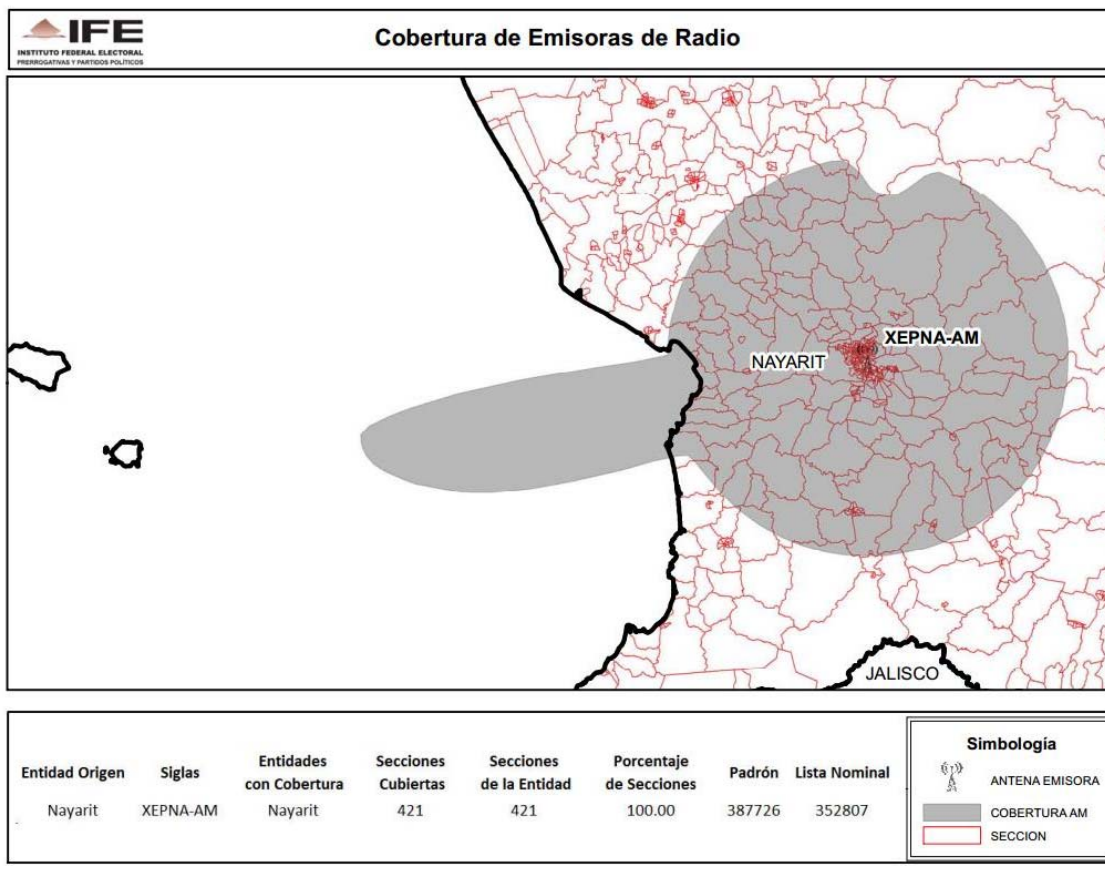 IFE
INSTITUTO FEDERAL ELECTORAL
PRERROGATIVAS Y PARTIDOS POLÍTICOS
Cobertura de Emisoras de Radio
XEPNA-AM
NAYARIT
JALISCO
Entidad Origen Siglas Entidades con Cobertura Secciones Cubiertas Secciones de la Entidad Porcentaje de Secciones Padrón Lista Nominal
Nayarit XEPNA-AM Nayarit 421 421 100.00 387726 352807
Simbología
ANTENA EMISORA
COBERTURA AM
SECCION